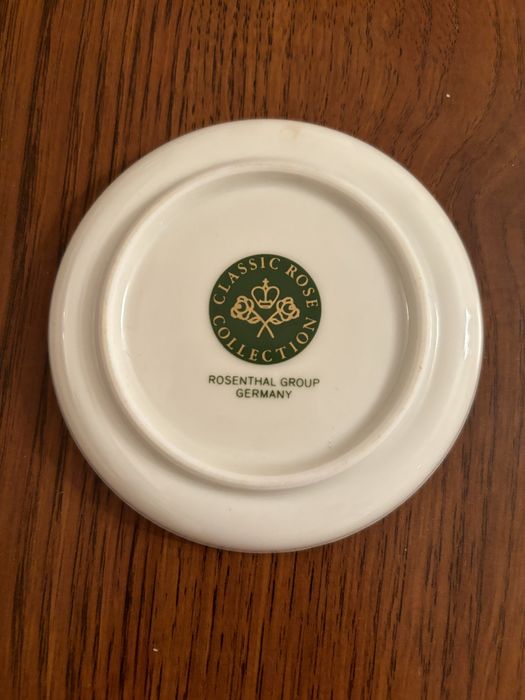 CLASSIC ROSE
COLLECTION
ROSENTHAL GROUP
GERMANY